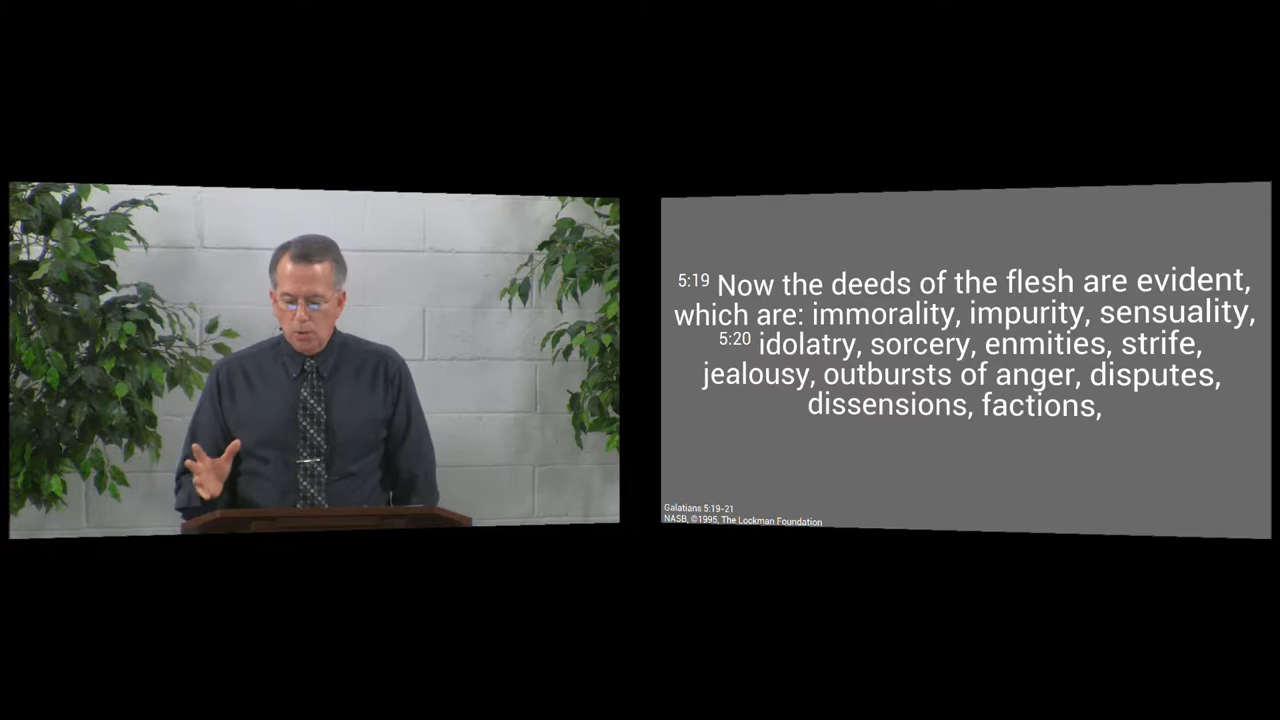 5:19 Now the deeds of the flesh are evident,
which are: immorality, impurity, sensuality,
5:20 idolatry, sorcery, enmities, strife,
jealousy, outbursts of anger, disputes,
dissensions, factions,
Galatians 5:19-21
NASB, ©1995, The Lockman Foundation